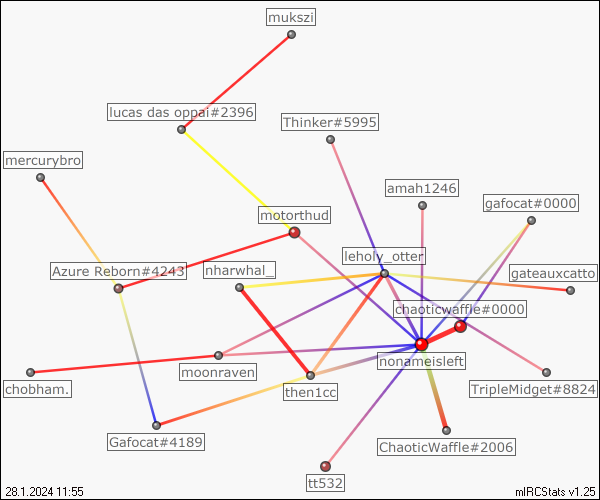 mukszi
lucas das oppai#2396
Thinker#5995
mercurybro
amah1246
gafocat#0000
motorthud
leholy_otter
Azure Reborn#4243
nharwhal_
gateauxcatto
chaoticwaffle#0000
nonameisleft
moonraven
chobham.
then1cc
TripleMidget#8824
Gafocat#4189
ChaoticWaffle#2006
tt532
28.1.2024 11:55
mIRCStats v1.25